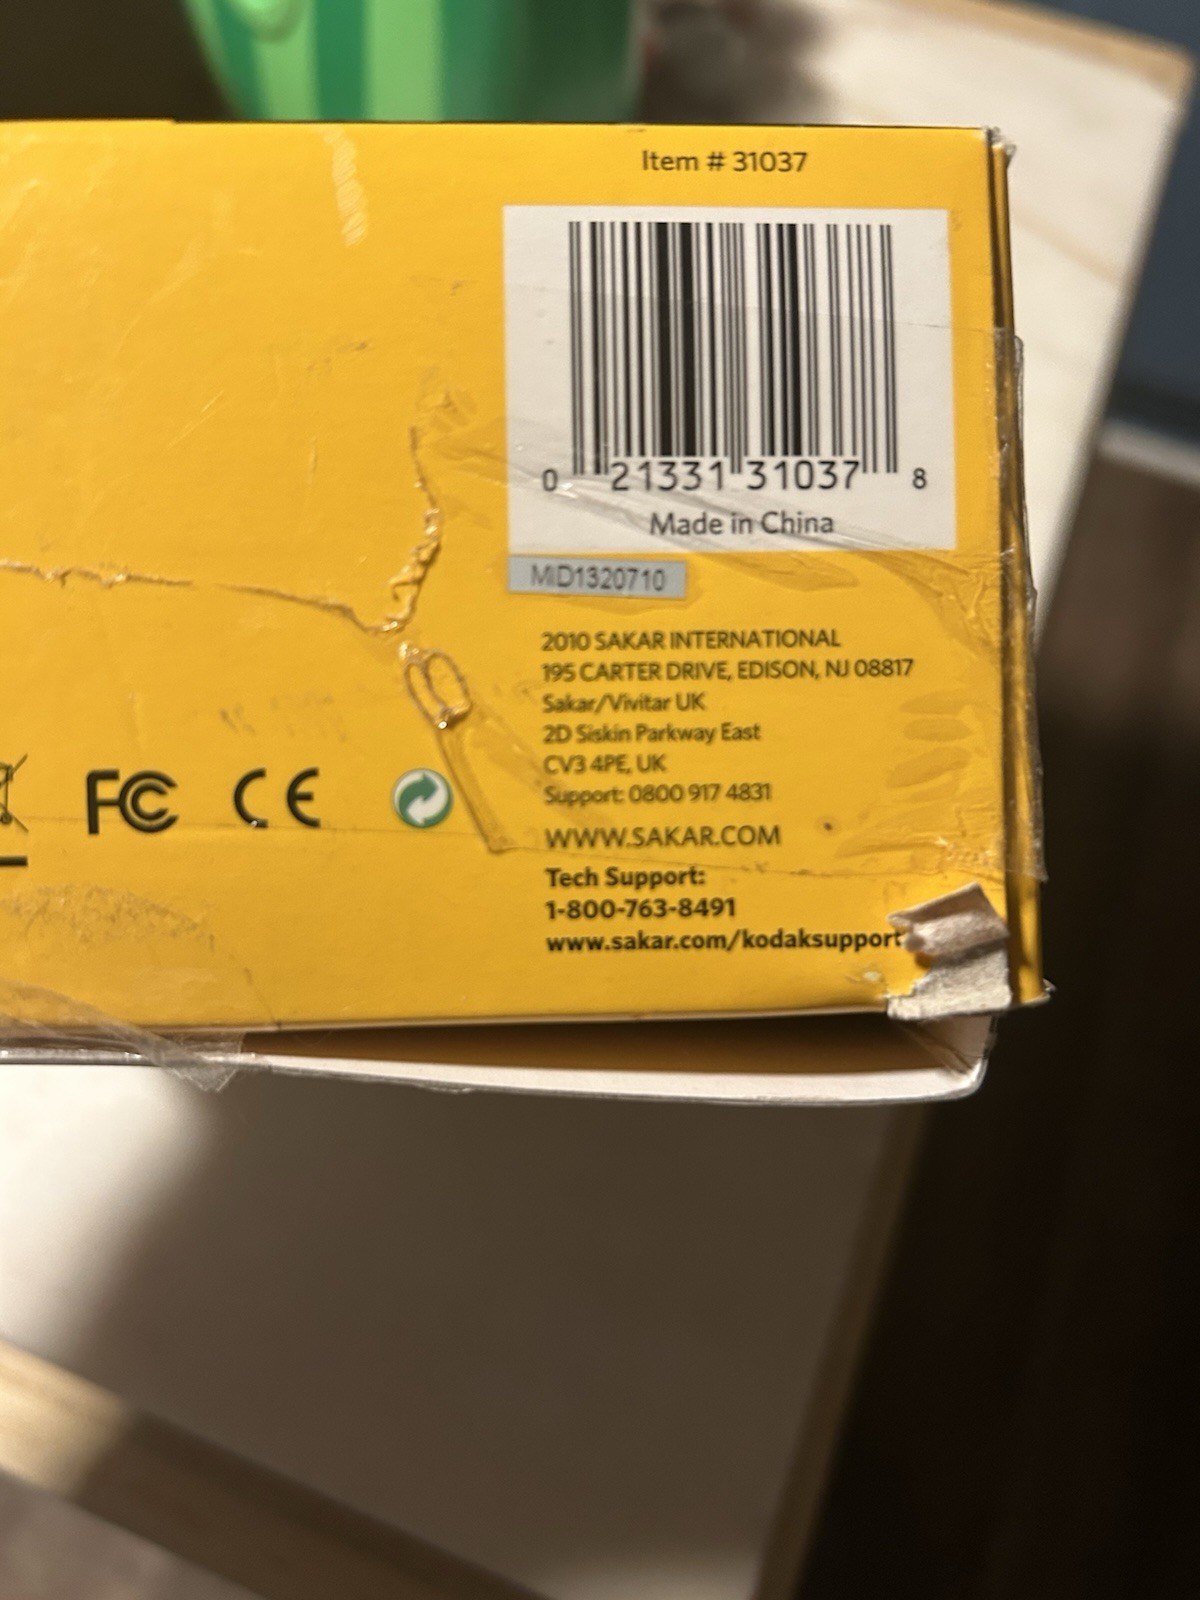 Item # 31037
0 21331 31037 8
Made in China
MID1320710
2010 SAKAR INTERNATIONAL
195 CARTER DRIVE, EDISON, NJ 08817
Sakar/Vivitar UK
2D Siskin Parkway East
CV3 4PE, UK
Support: 0800 917 4831
WWW.SAKAR.COM
Tech Support:
1-800-763-8491
www.sakar.com/kodaksupport
FC CE